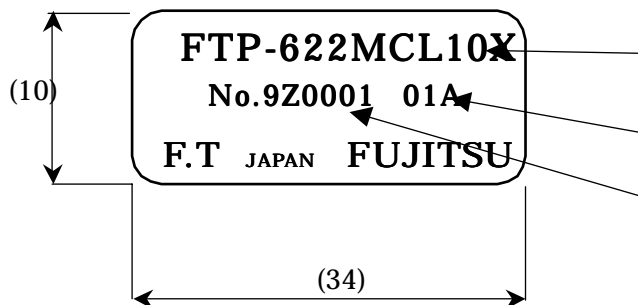 FTP-622MCL10X
(10)
No.9Z0001 01A
F.T JAPAN FUJITSU
(34)